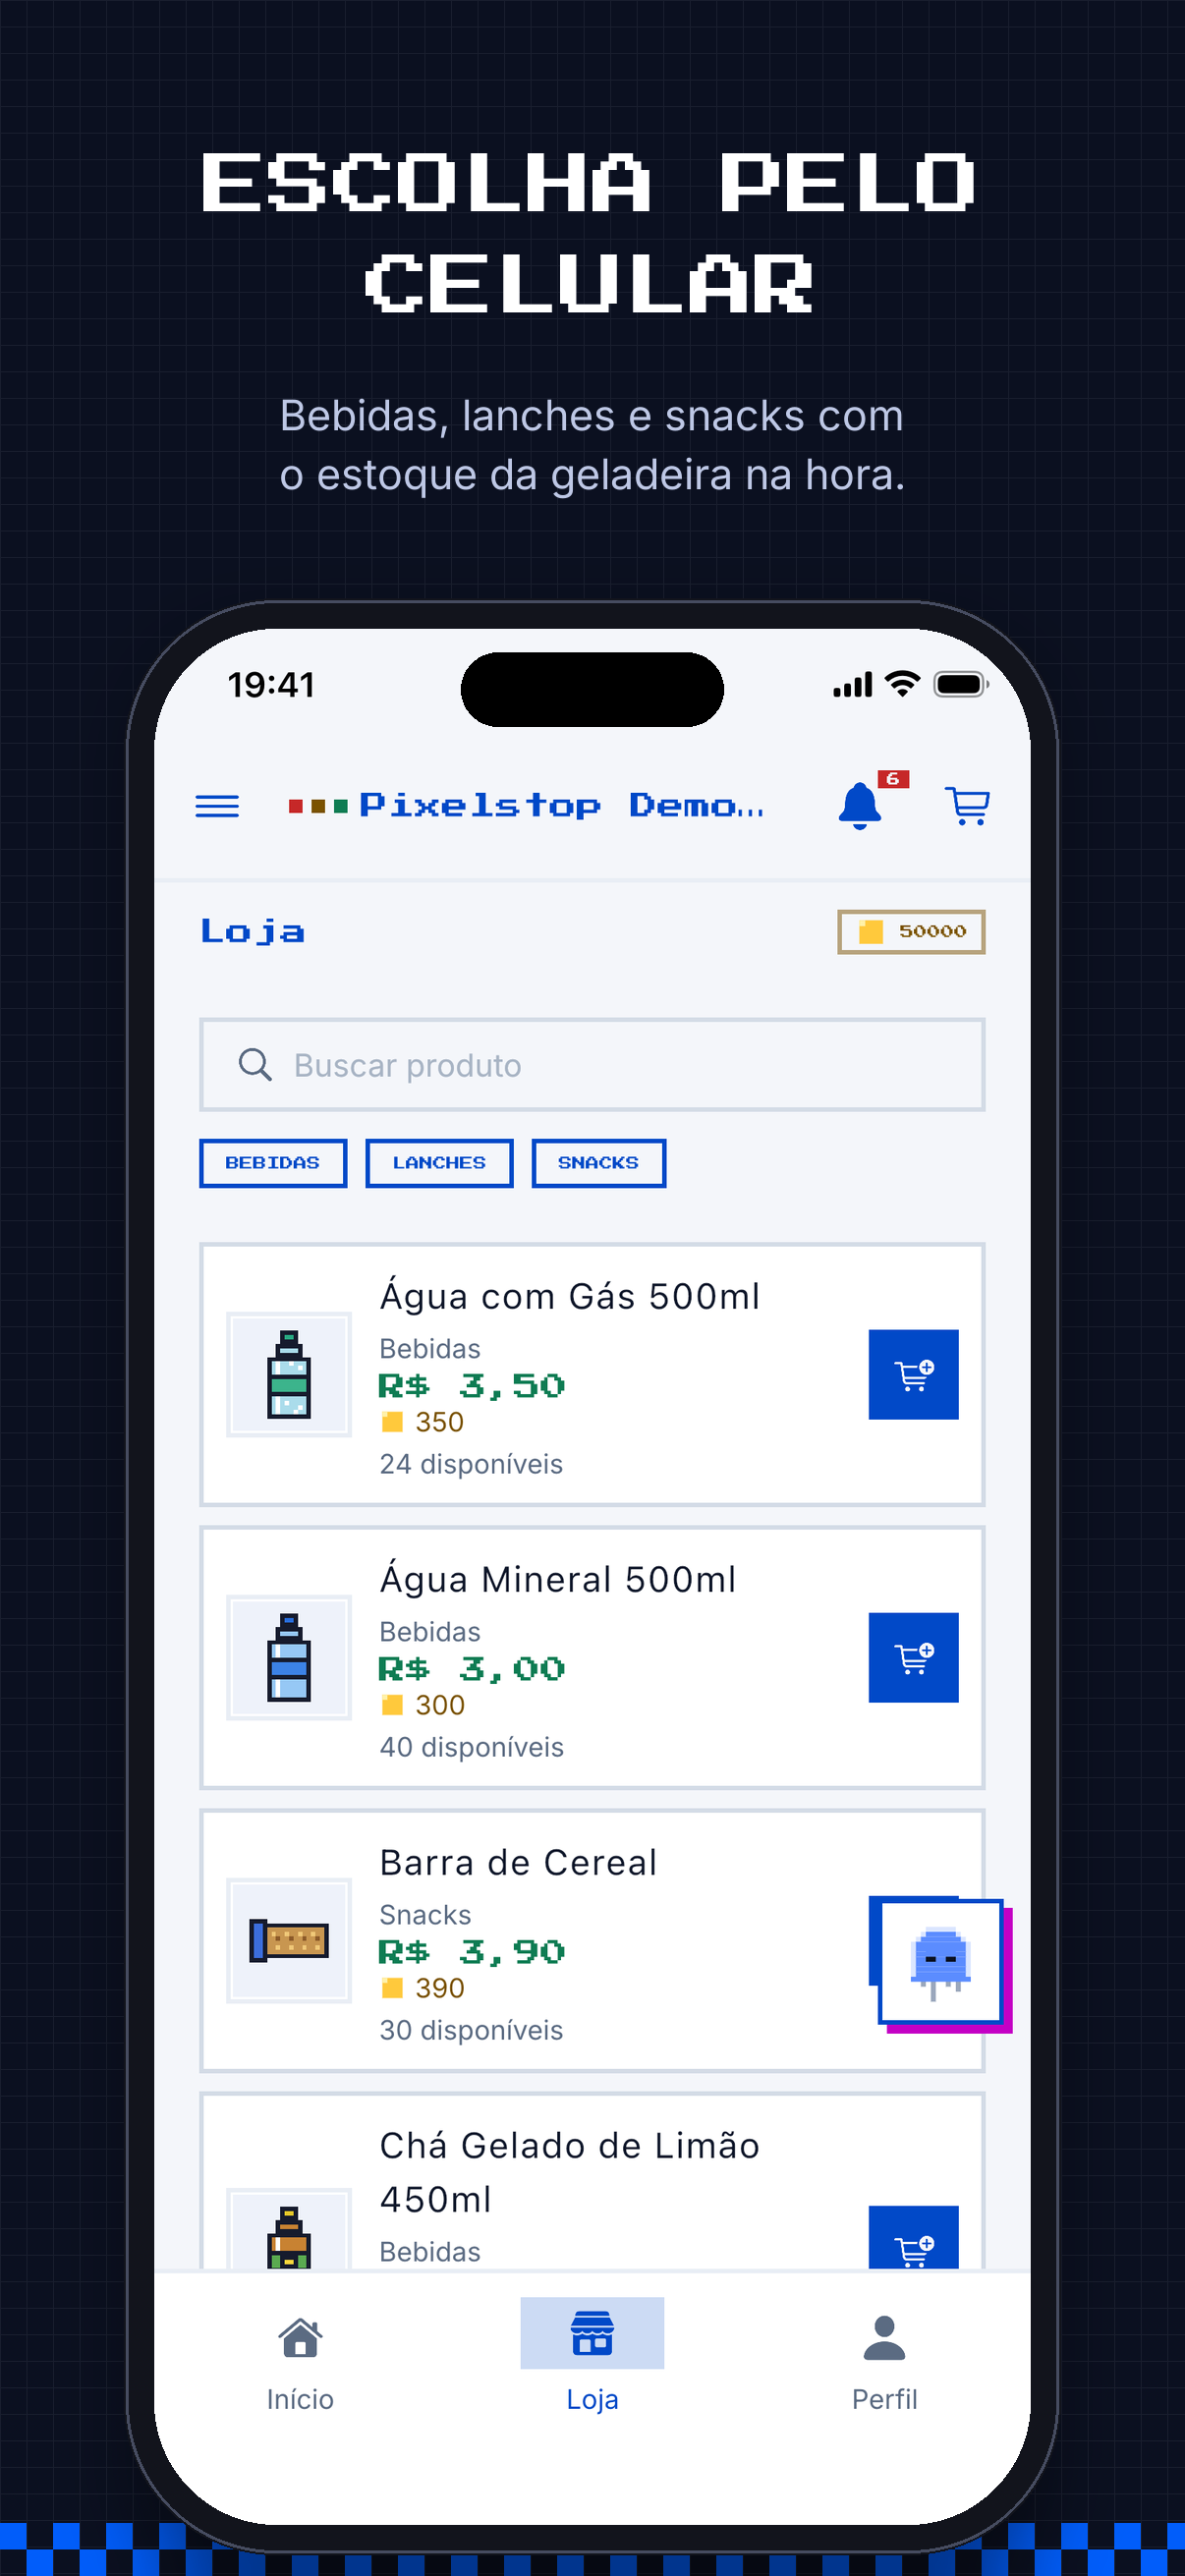 ESCOLHA PELO
CELULAR
Bebidas, lanches e snacks com
o estoque da geladeira na hora.
19:41
Pixelstop Demo...
6
Loja
50000
Buscar produto
BEBIDAS
LANCHES
SNACKS
Água com Gás 500ml
Bebidas
R$ 3,50
350
24 disponíveis
Água Mineral 500ml
Bebidas
R$ 3,00
300
40 disponíveis
Barra de Cereal
Snacks
R$ 3,90
390
30 disponíveis
Chá Gelado de Limão
450ml
Bebidas
Início
Loja
Perfil